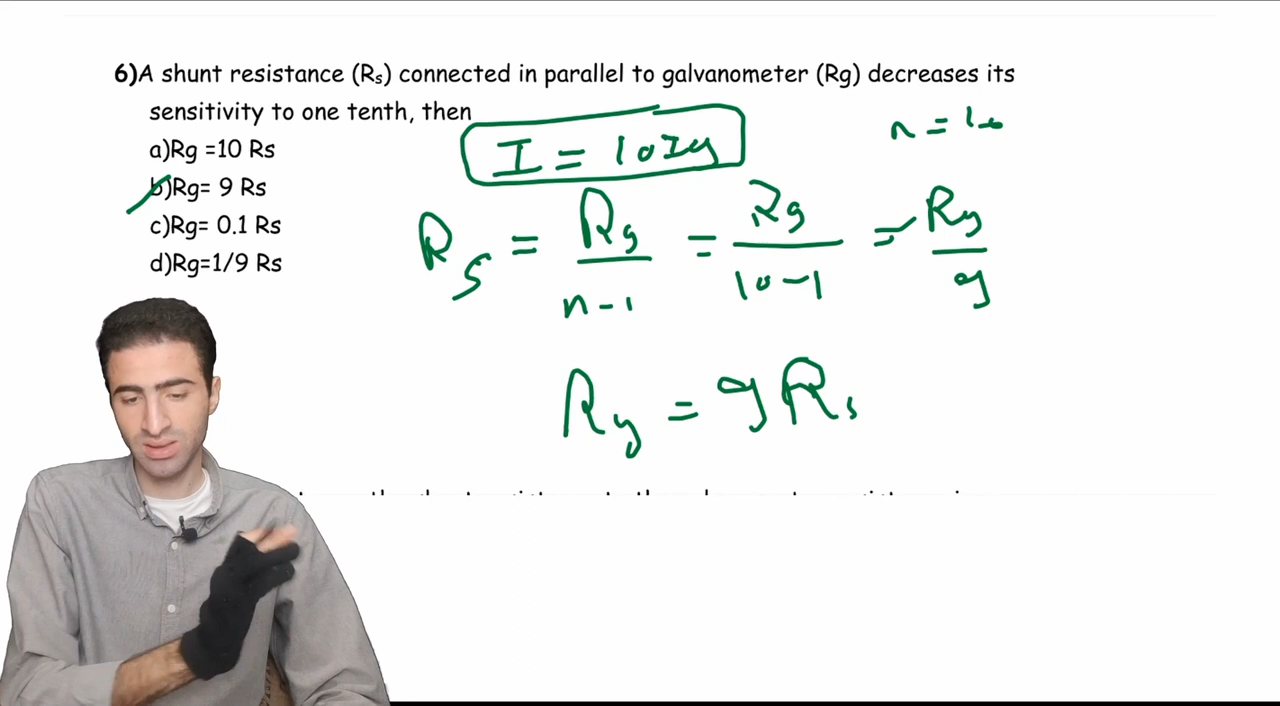 6)A shunt resistance (Rs) connected in parallel to galvanometer (Rg) decreases its
sensitivity to one tenth, then
a)Rg =10 Rs
b)Rg= 9 Rs
c)Rg= 0.1 Rs
d)Rg=1/9 Rs
I = 10Ig
n = 10
Rs = Rg/n-1 = Rg/10-1 = Rg/9
Rg = 9Rs